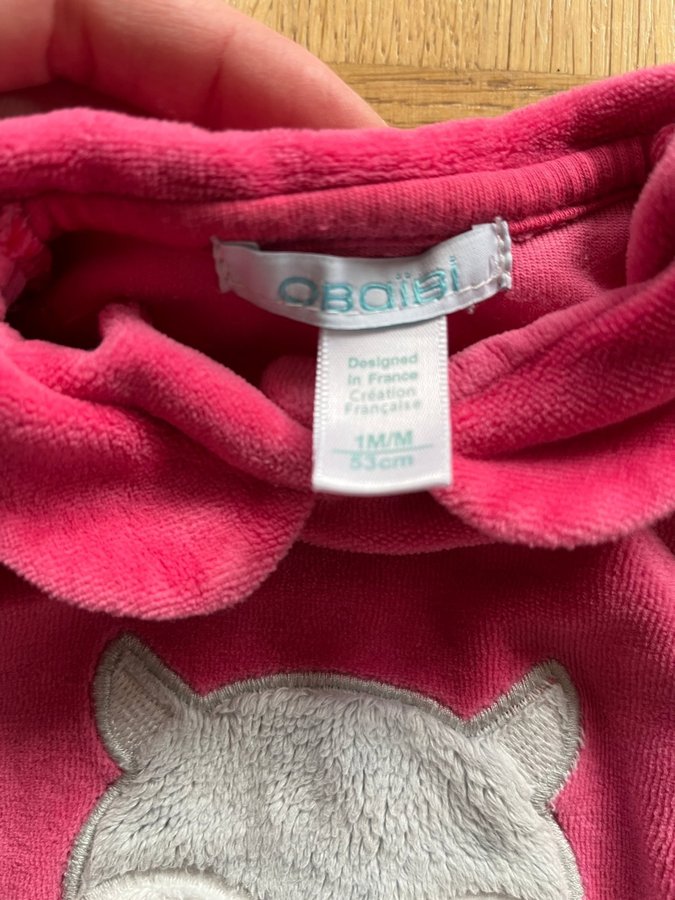 OBaïBi
Designed
in France
Création
Française
1M/M
53cm